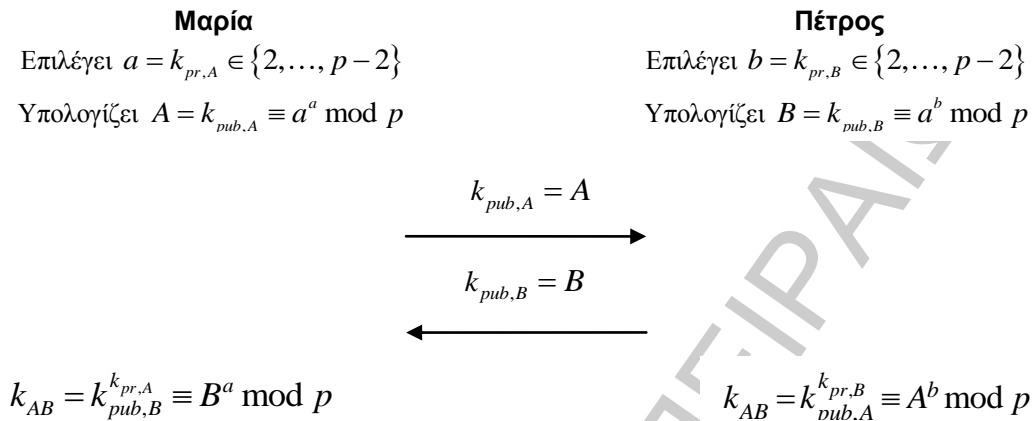 Μαρία
Πέτρος
Επιλέγει a = k_{pr,A} ∈ {2,…, p − 2}
Επιλέγει b = k_{pr,B} ∈ {2,…, p − 2}
Υπολογίζει A = k_{pub,A} ≡ a^a mod p
Υπολογίζει B = k_{pub,B} ≡ a^b mod p
k_{pub,A} = A
k_{pub,B} = B
k_{AB} = k_{pub,B}^{k_{pr,A}} ≡ B^a mod p
k_{AB} = k_{pub,A}^{k_{pr,B}} ≡ A^b mod p